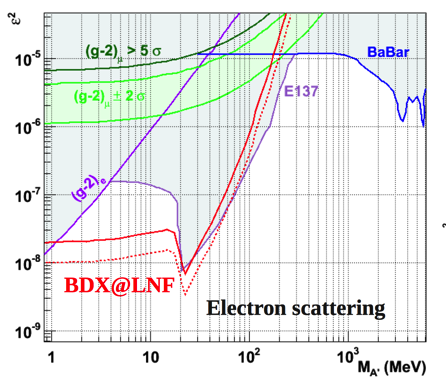 ε²
(g-2)μ > 5 σ
BaBar
10⁻⁵
(g-2)μ ± 2 σ
E137
10⁻⁶
(g-2)e
10⁻⁷
10⁻⁸
BDX@LNF
Electron scattering
10⁻⁹
1 10 10² 10³
MA' (MeV)